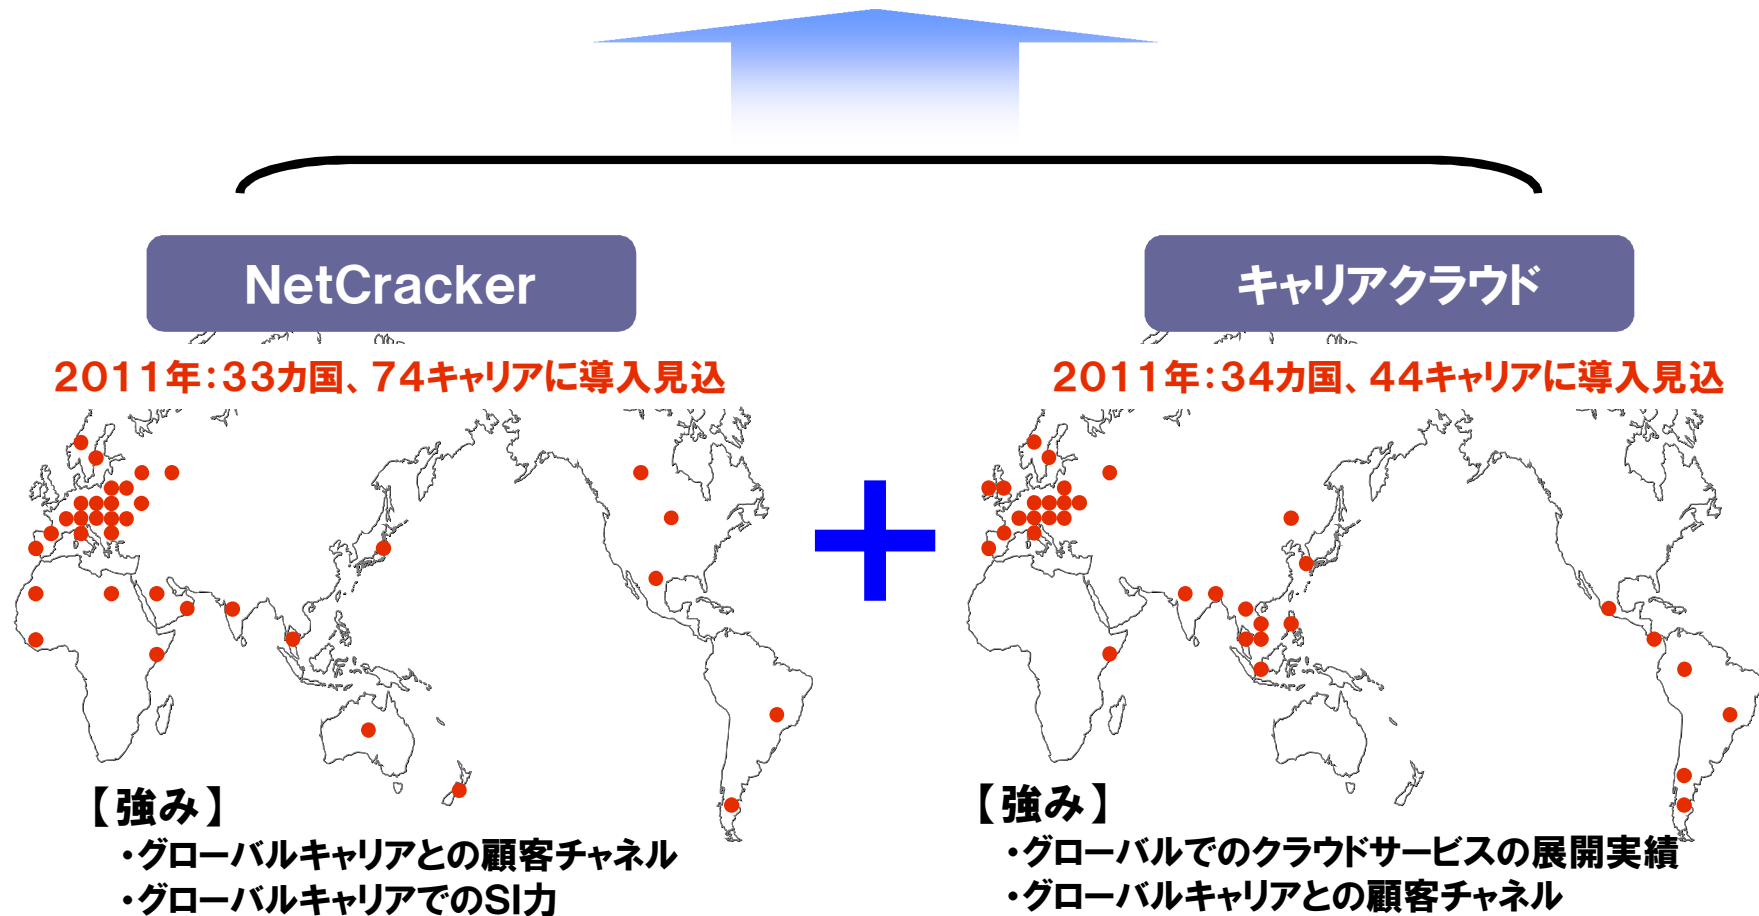 NetCracker
2011年：33カ国、74キャリアに導入見込
【強み】
・グローバルキャリアとの顧客チャネル
・グローバルキャリアでのSI力
キャリアクラウド
2011年：34カ国、44キャリアに導入見込
【強み】
・グローバルでのクラウドサービスの展開実績
・グローバルキャリアとの顧客チャネル